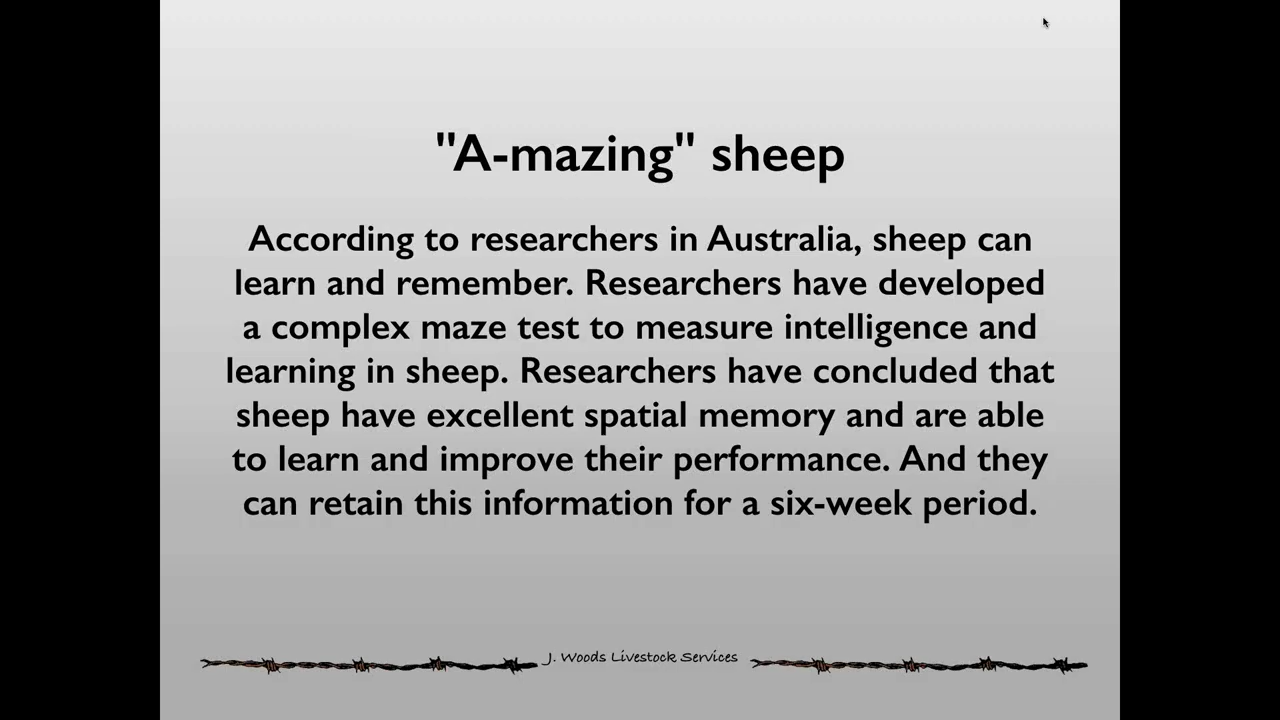 "A-mazing" sheep
According to researchers in Australia, sheep can
learn and remember. Researchers have developed
a complex maze test to measure intelligence and
learning in sheep. Researchers have concluded that
sheep have excellent spatial memory and are able
to learn and improve their performance. And they
can retain this information for a six-week period.
J. Woods Livestock Services